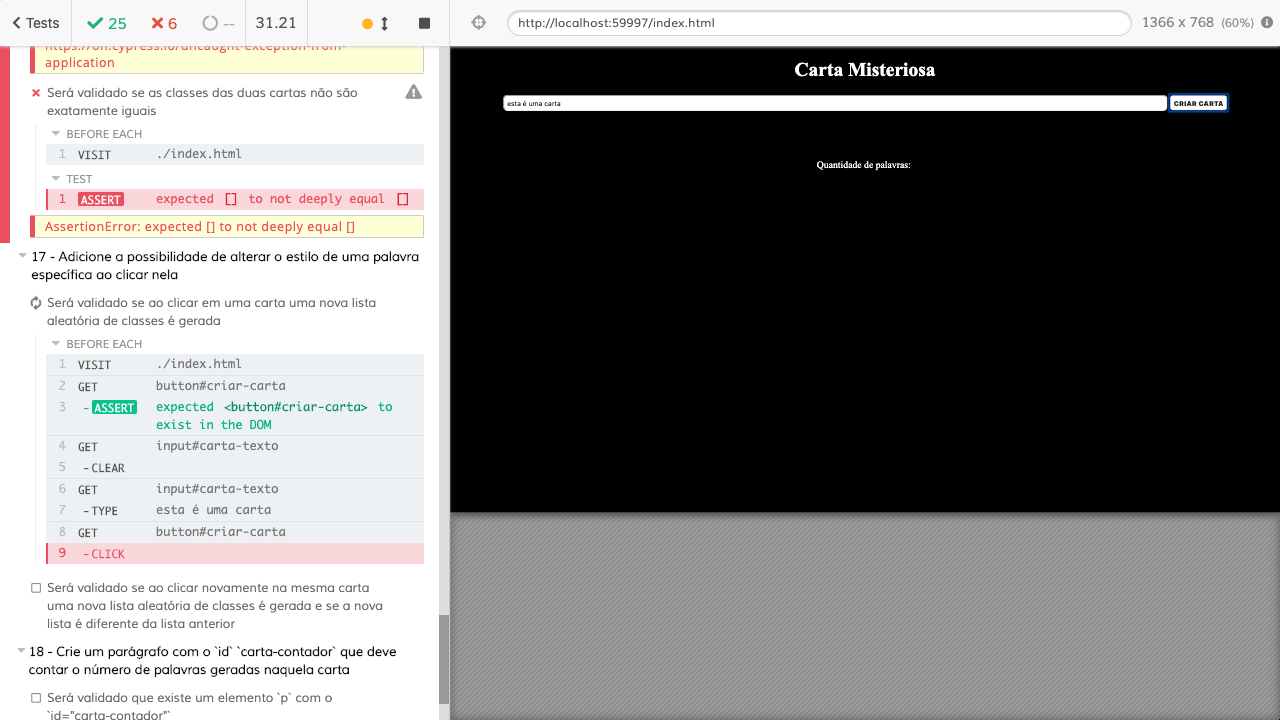 Tests 25 6 -- 31.21
http://localhost:59997/index.html 1366 x 768 (60%)
https://on.cypress.io/uncaught-exception-from-
application
Será validado se as classes das duas cartas não são
exatamente iguais
BEFORE EACH
1 VISIT ./index.html
TEST
1 ASSERT expected [] to not deeply equal []
AssertionError: expected [] to not deeply equal []
17 - Adicione a possibilidade de alterar o estilo de uma palavra
específica ao clicar nela
Será validado se ao clicar em uma carta uma nova lista
aleatória de classes é gerada
BEFORE EACH
1 VISIT ./index.html
2 GET button#criar-carta
3 -ASSERT expected <button#criar-carta> to
exist in the DOM
4 GET input#carta-texto
5 -CLEAR
6 GET input#carta-texto
7 -TYPE esta é uma carta
8 GET button#criar-carta
9 -CLICK
Será validado se ao clicar novamente na mesma carta
uma nova lista aleatória de classes é gerada e se a nova
lista é diferente da lista anterior
18 - Crie um parágrafo com o `id` `carta-contador` que deve
contar o número de palavras geradas naquela carta
Será validado que existe um elemento `p` com o
`id="carta-contador"`
Carta Misteriosa
esta é uma carta CRIAR CARTA
Quantidade de palavras: